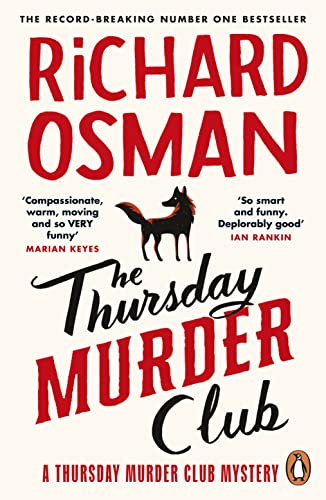 THE RECORD-BREAKING NUMBER ONE BESTSELLER
RiCHARD
OSMAN
‘Compassionate,
warm, moving
and so VERY
funny’
MARIAN KEYES
‘So smart
and funny.
Deplorably good’
IAN RANKIN
The
Thursday
MURDER
Club
A THURSDAY MURDER CLUB MYSTERY